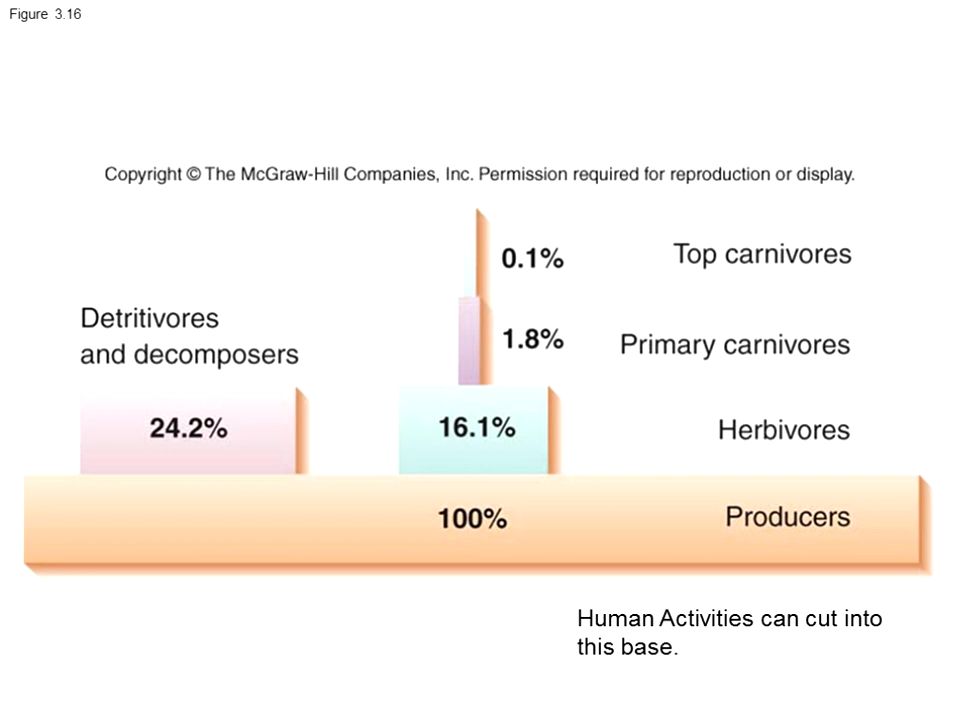 Figure 3.16
Copyright © The McGraw-Hill Companies, Inc. Permission required for reproduction or display.
0.1%
Top carnivores
Detritivores
and decomposers
1.8%
Primary carnivores
24.2%
16.1%
Herbivores
100%
Producers
Human Activities can cut into
this base.